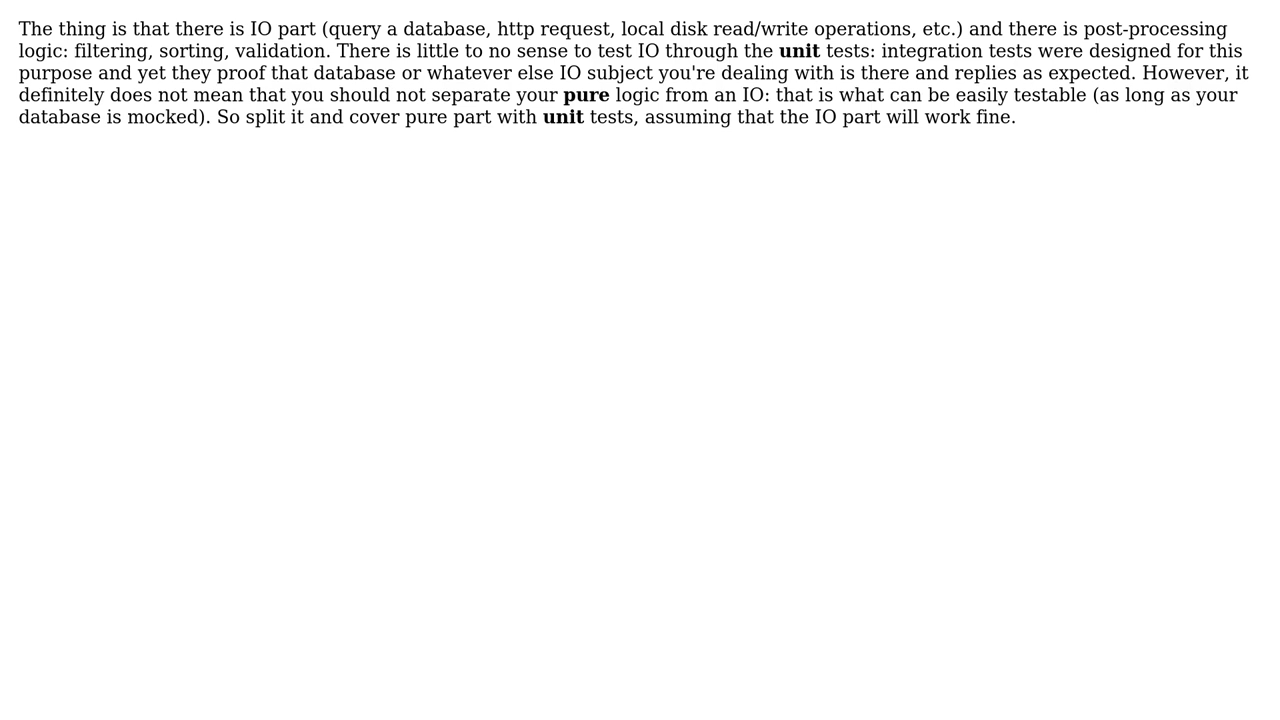 The thing is that there is IO part (query a database, http request, local disk read/write operations, etc.) and there is post-processing
logic: filtering, sorting, validation. There is little to no sense to test IO through the unit tests: integration tests were designed for this
purpose and yet they proof that database or whatever else IO subject you're dealing with is there and replies as expected. However, it
definitely does not mean that you should not separate your pure logic from an IO: that is what can be easily testable (as long as your
database is mocked). So split it and cover pure part with unit tests, assuming that the IO part will work fine.